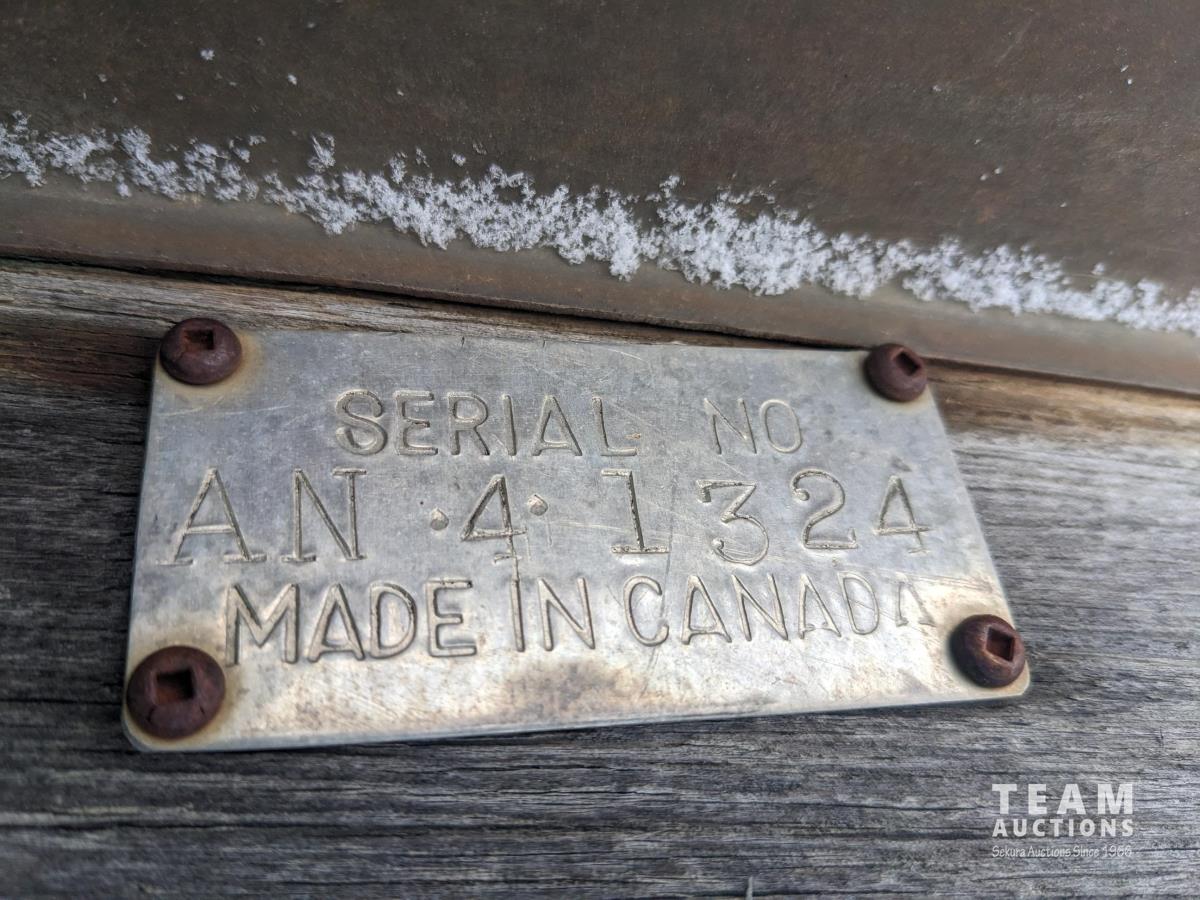 SERIAL NO
AN ·4· 1324
MADE IN CANADA
TEAM
AUCTIONS
Sekura Auctions Since 1966